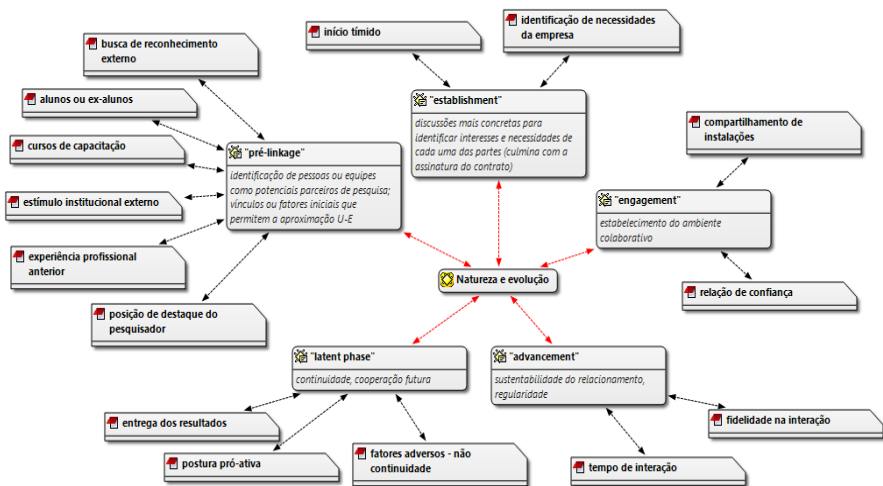 busca de reconhecimento
externo
alunos ou ex-alunos
cursos de capacitação
estímulo institucional externo
experiência profissional
anterior
posição de destaque do
pesquisador
"pré-linkage"
identificação de pessoas ou equipes
como potenciais parceiros de pesquisa;
vínculos ou fatores iniciais que
permitem a aproximação U-E
início tímido
identificação de necessidades
da empresa
"establishment"
discussões mais concretas para
identificar interesses e necessidades de
cada uma das partes (culmina com a
assinatura do contrato)
compartilhamento de
instalações
"engagement"
estabelecimento do ambiente
colaborativo
relação de confiança
Natureza e evolução
"latent phase"
continuidade, cooperação futura
entrega dos resultados
postura pró-ativa
fatores adversos - não
continuidade
"advancement"
sustentabilidade do relacionamento,
regularidade
fidelidade na interação
tempo de interação